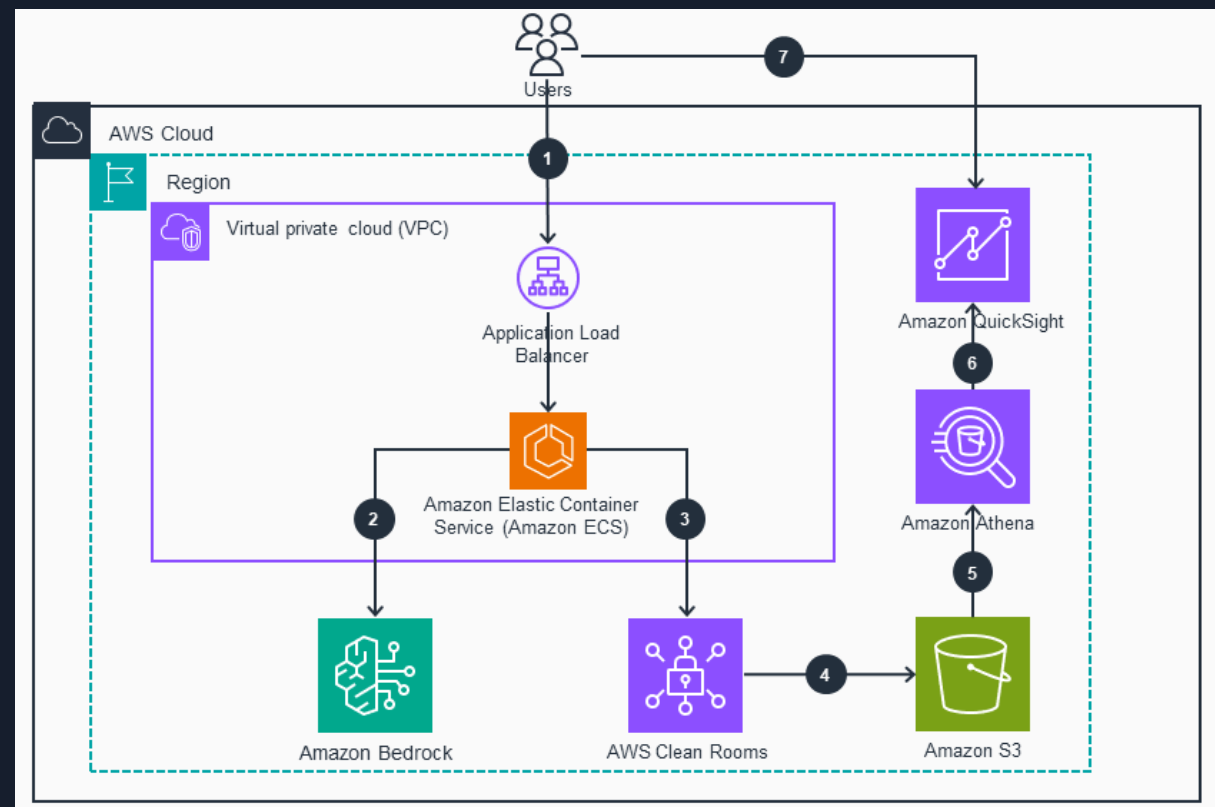 7
Users
AWS Cloud
1
Region
Virtual private cloud (VPC)
Application Load
Balancer
Amazon QuickSight
6
Amazon Elastic Container
Service (Amazon ECS)
2
3
Amazon Athena
5
4
Amazon Bedrock
AWS Clean Rooms
Amazon S3